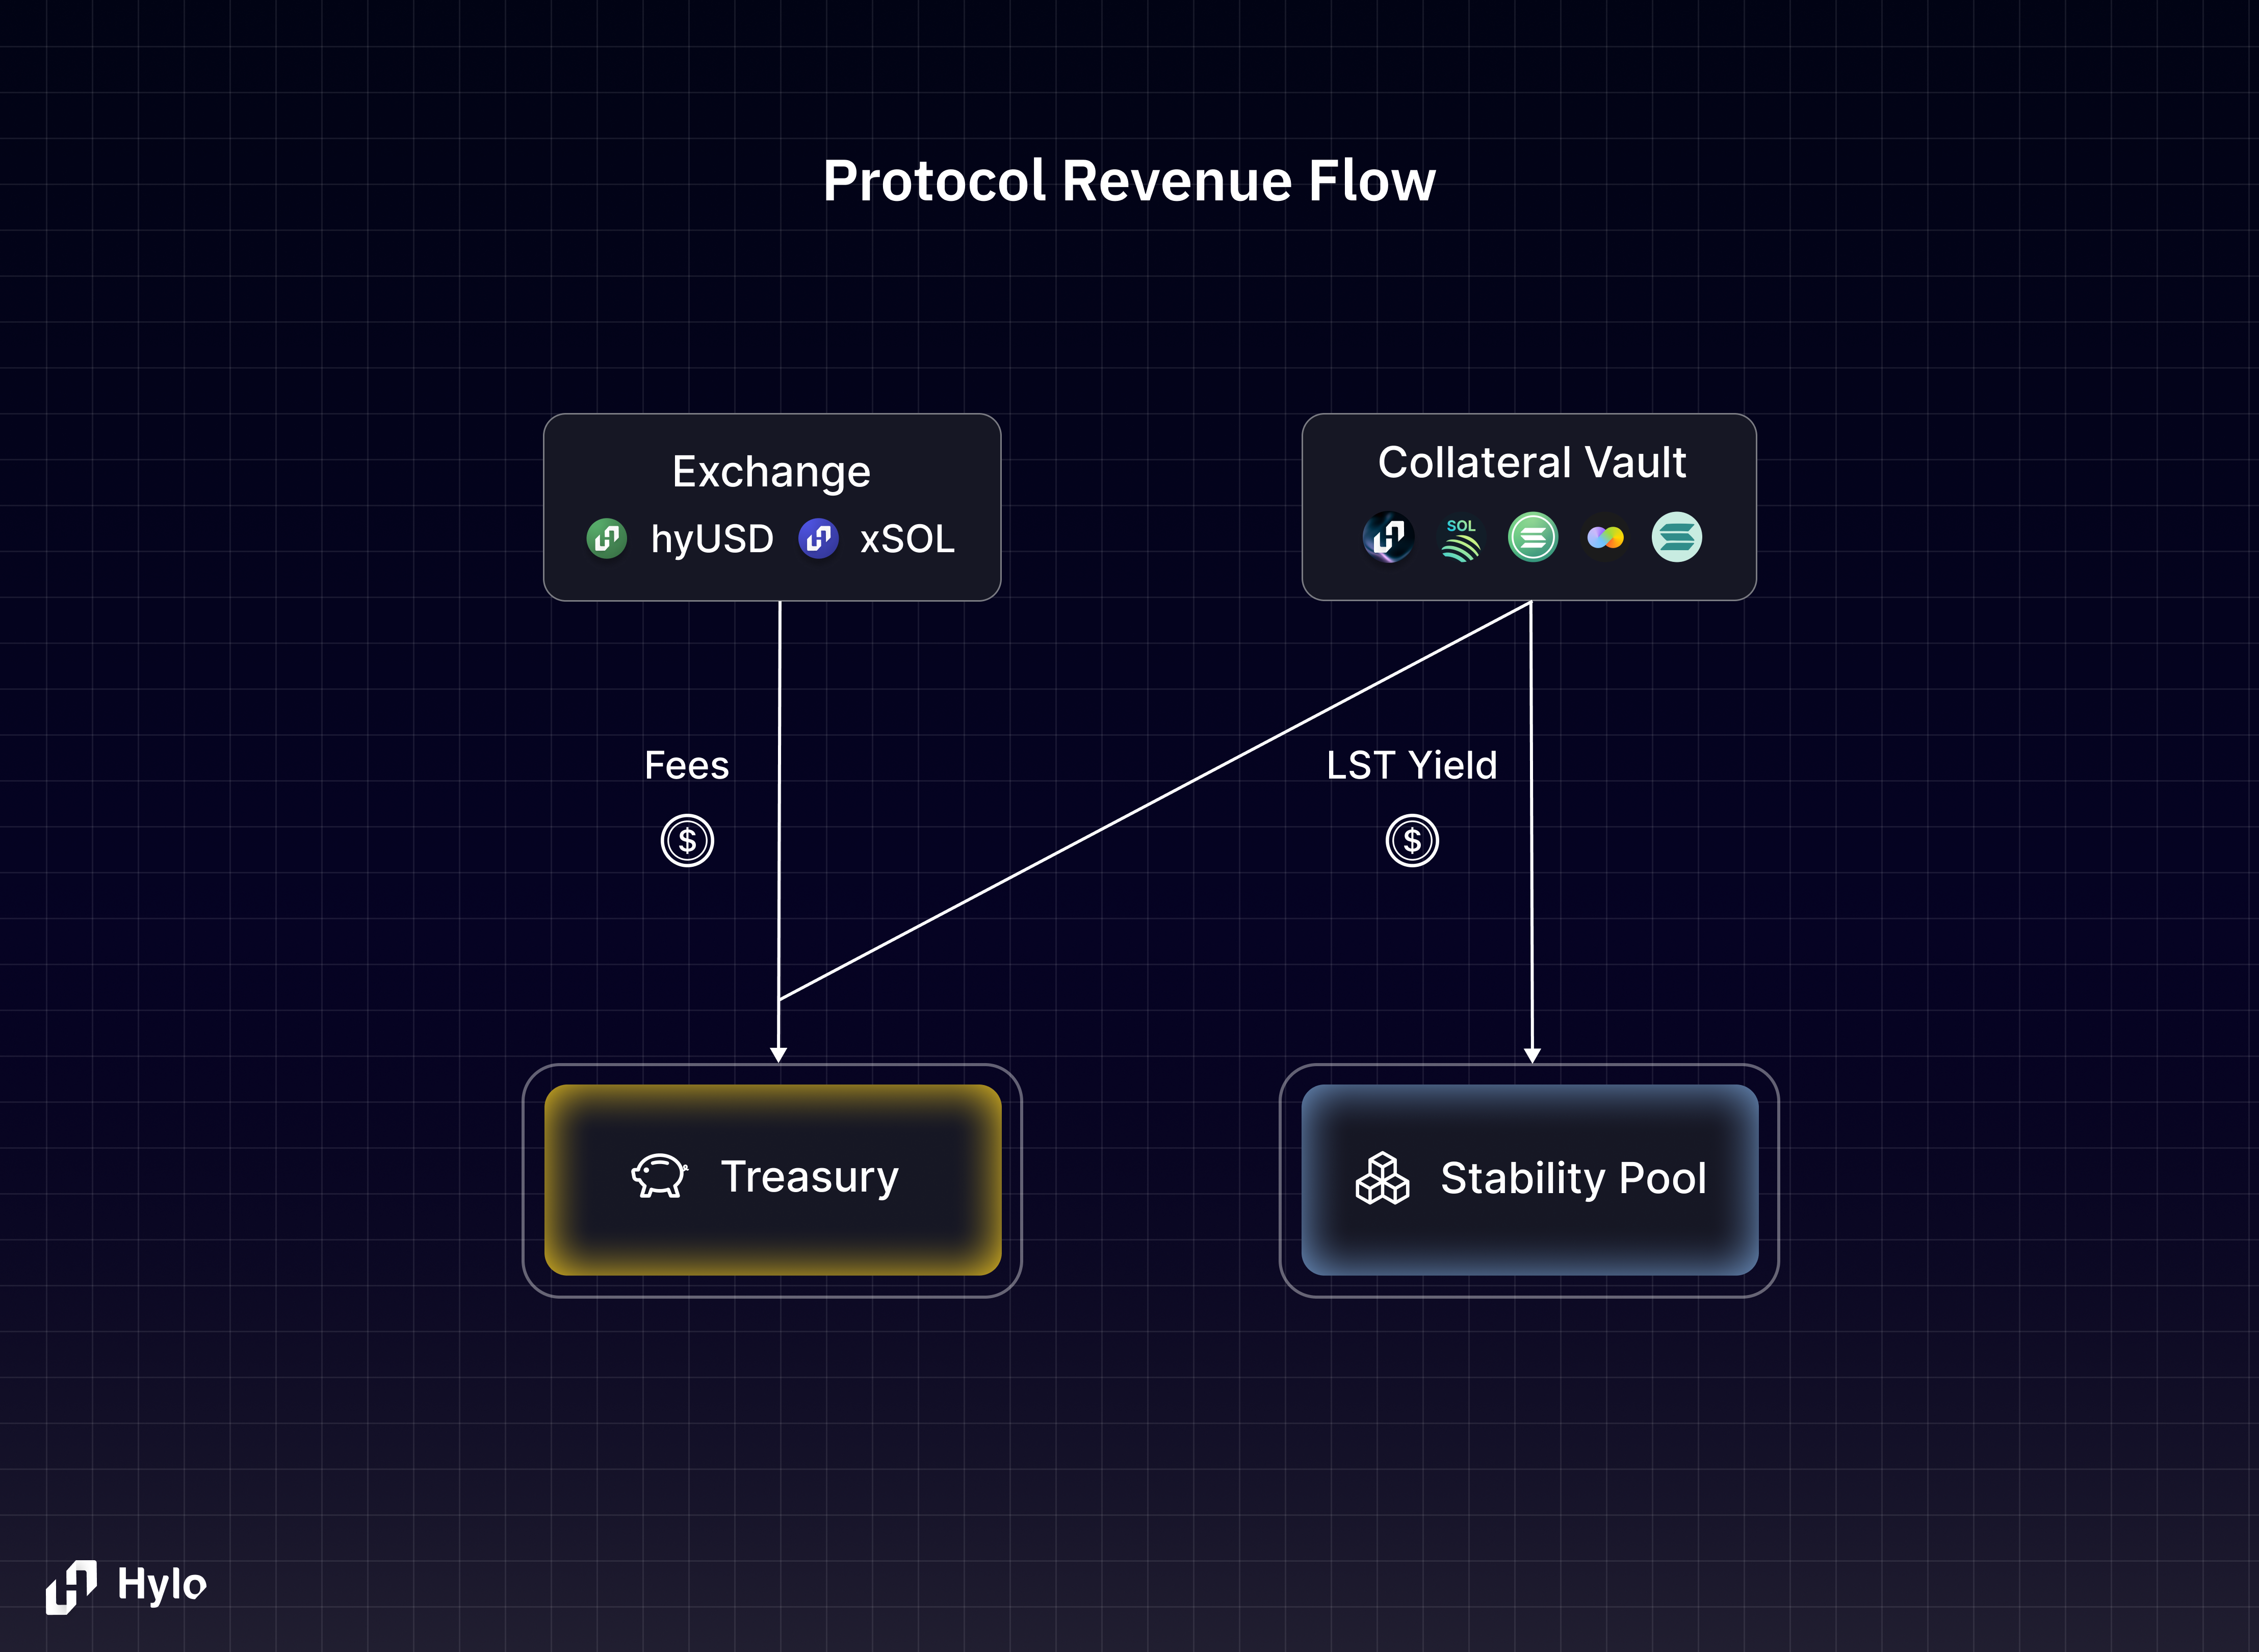 Protocol Revenue Flow
Exchange
hyUSD xSOL
Collateral Vault
SOL
Fees
$
LST Yield
$
Treasury
Stability Pool
Hylo